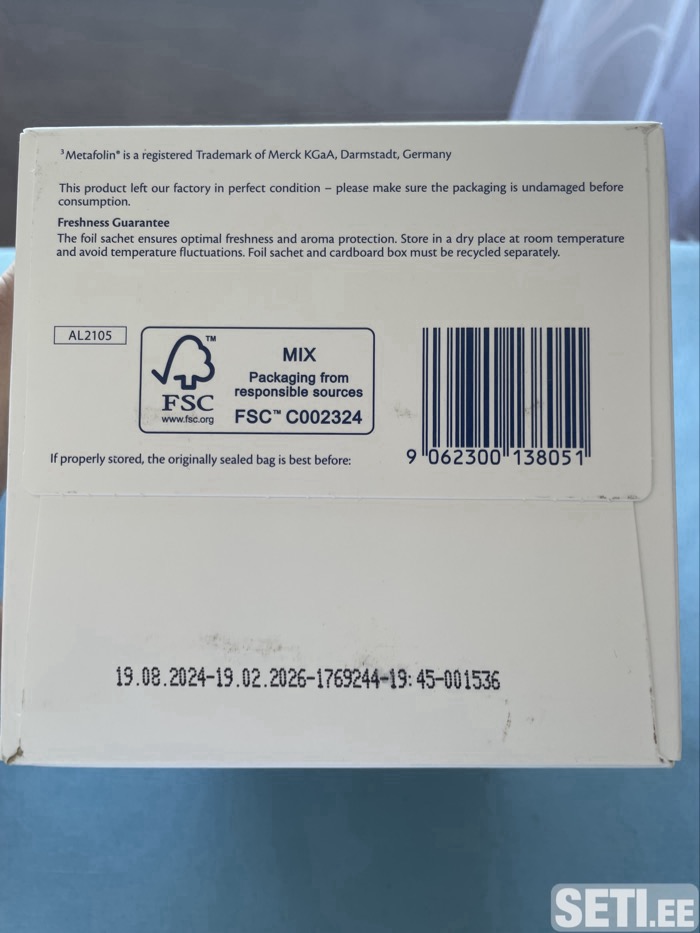 ³Metafolin® is a registered Trademark of Merck KGaA, Darmstadt, Germany
This product left our factory in perfect condition – please make sure the packaging is undamaged before
consumption.
Freshness Guarantee
The foil sachet ensures optimal freshness and aroma protection. Store in a dry place at room temperature
and avoid temperature fluctuations. Foil sachet and cardboard box must be recycled separately.
AL2105
FSC
www.fsc.org
TM
MIX
Packaging from
responsible sources
FSC™ C002324
9 062300 138051
If properly stored, the originally sealed bag is best before:
19.08.2024-19.02.2026-1769244-19:45-001536
SETI.EE